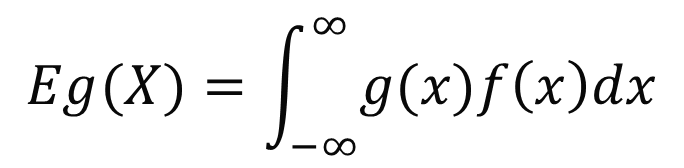 Eg(X) = ∫_{-∞}^{∞} g(x)f(x)dx